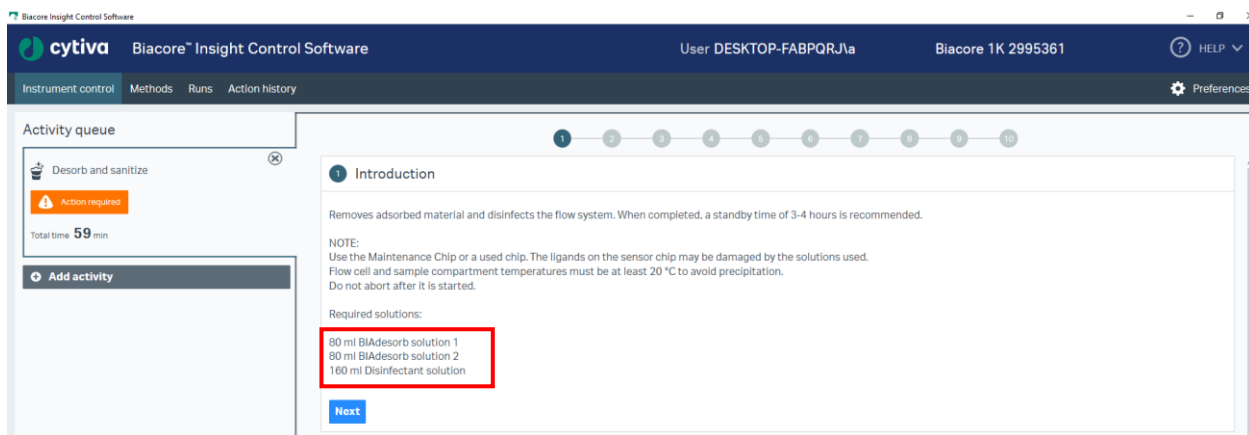 Biacore Insight Control Software
cytiva Biacore™ Insight Control Software User DESKTOP-FABPQRJ\a Biacore 1K 2995361 ? HELP
Instrument control Methods Runs Action history Preferences
Activity queue
Desorb and sanitize
Action required
Total time 59 min
Add activity
1 2 3 4 5 6 7 8 9 10
1 Introduction
Removes adsorbed material and disinfects the flow system. When completed, a standby time of 3-4 hours is recommended.
NOTE:
Use the Maintenance Chip or a used chip. The ligands on the sensor chip may be damaged by the solutions used.
Flow cell and sample compartment temperatures must be at least 20 °C to avoid precipitation.
Do not abort after it is started.
Required solutions:
80 ml BIAdesorb solution 1
80 ml BIAdesorb solution 2
160 ml Disinfectant solution
Next